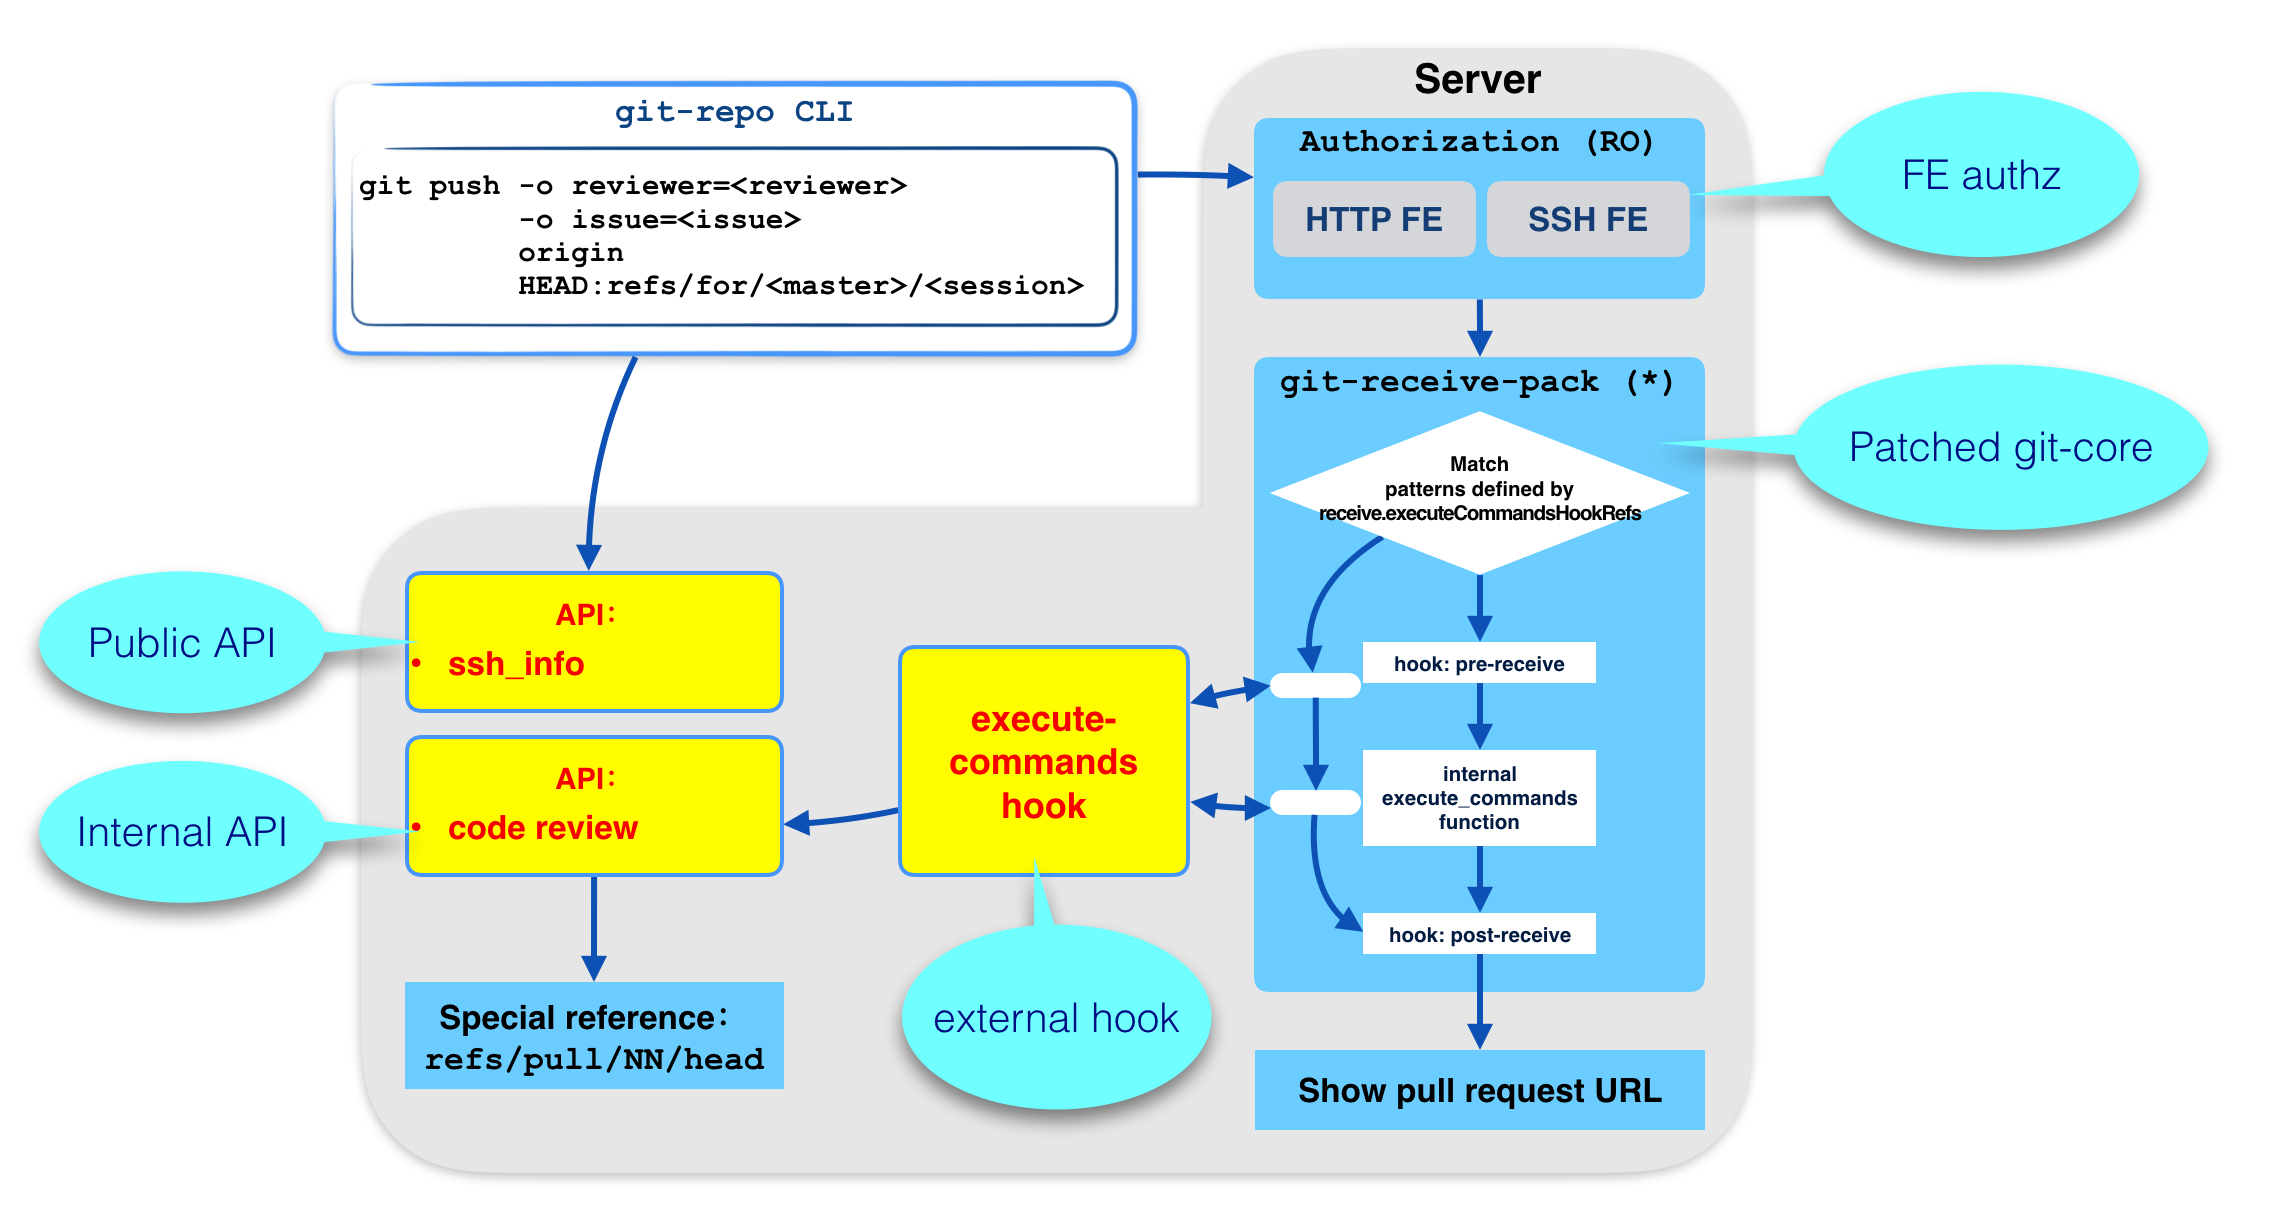 Server
git-repo CLI
git push -o reviewer=<reviewer>
-o issue=<issue>
origin
HEAD:refs/for/<master>/<session>
Authorization (RO)
HTTP FE
SSH FE
FE authz
git-receive-pack (*)
Match
patterns defined by
receive.executeCommandsHookRefs
Patched git-core
Public API
API:
• ssh_info
hook: pre-receive
execute-
commands
hook
internal
execute_commands
function
Internal API
API:
• code review
hook: post-receive
external hook
Special reference:
refs/pull/NN/head
Show pull request URL